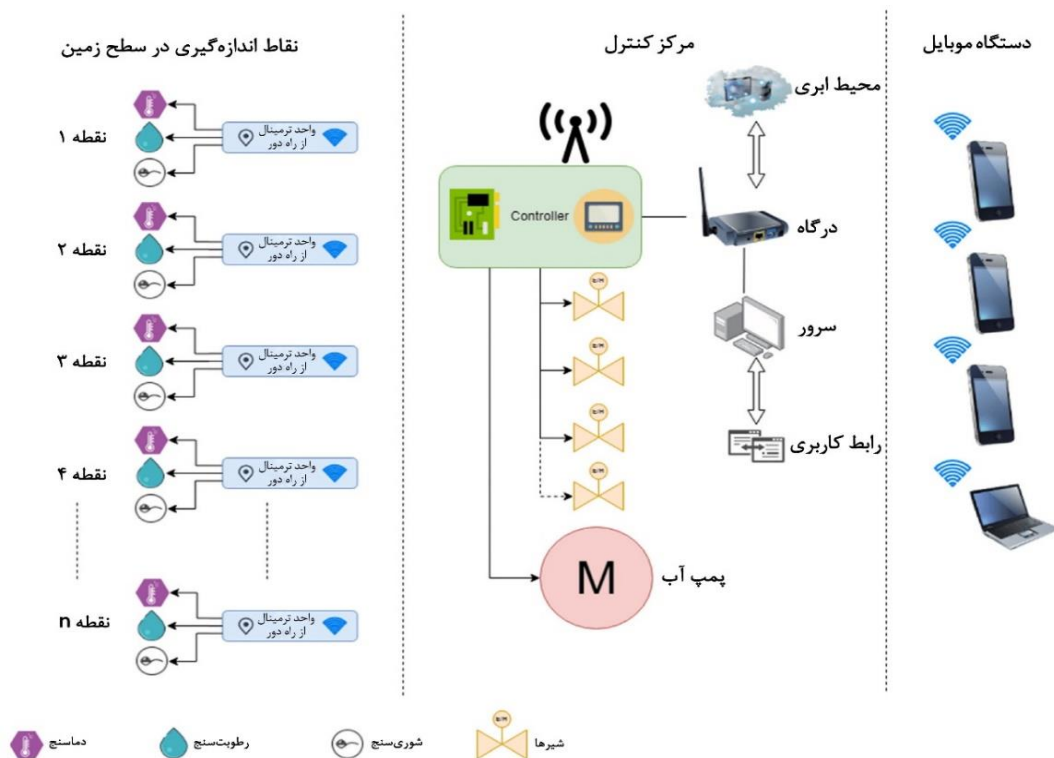 نقاط اندازه‌گیری در سطح زمین
مرکز کنترل
دستگاه موبایل
نقطه ۱
واحد ترمینال
از راه دور
نقطه ۲
واحد ترمینال
از راه دور
نقطه ۳
واحد ترمینال
از راه دور
نقطه ۴
واحد ترمینال
از راه دور
نقطه n
واحد ترمینال
از راه دور
Controller
محیط ابری
درگاه
سرور
رابط کاربری
M
پمپ آب
دماسنج
رطوبت‌سنج
شوری‌سنج
شیرها